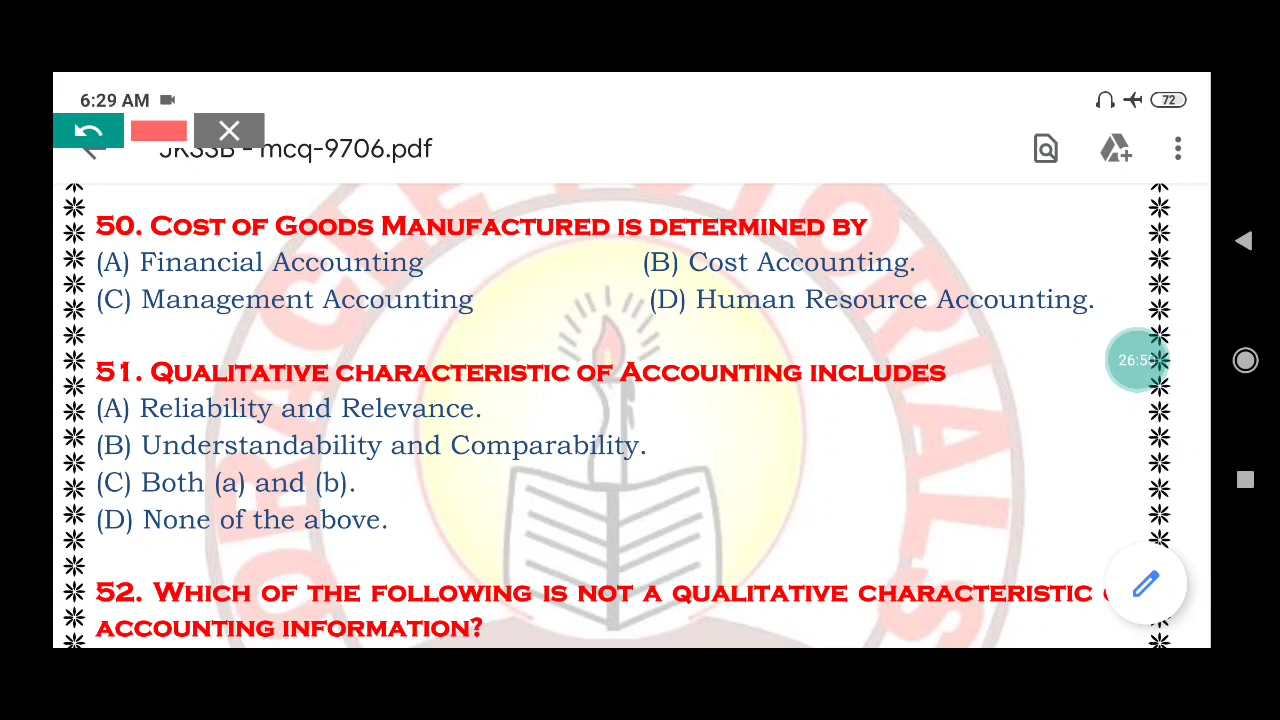 6:29 AM
72
JKSSB - mcq-9706.pdf
50. COST OF GOODS MANUFACTURED IS DETERMINED BY
(A) Financial Accounting (B) Cost Accounting.
(C) Management Accounting (D) Human Resource Accounting.
51. QUALITATIVE CHARACTERISTIC OF ACCOUNTING INCLUDES
(A) Reliability and Relevance.
(B) Understandability and Comparability.
(C) Both (a) and (b).
(D) None of the above.
52. WHICH OF THE FOLLOWING IS NOT A QUALITATIVE CHARACTERISTIC
ACCOUNTING INFORMATION?